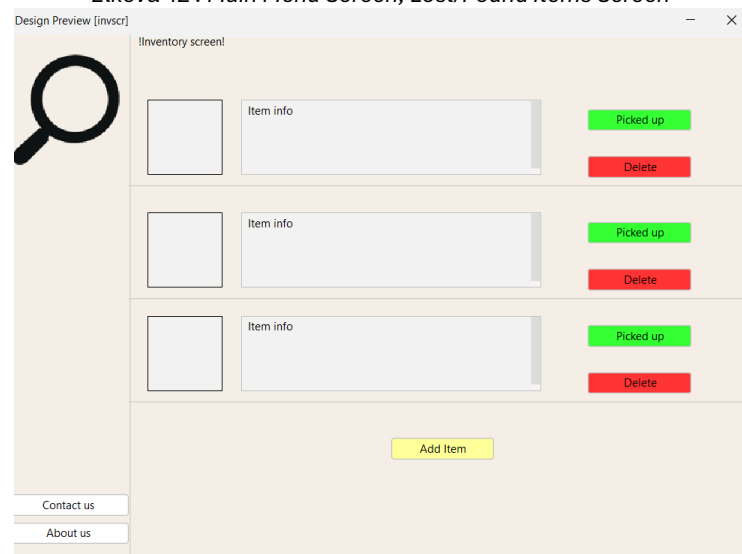 Design Preview [invscr]
!Inventory screen!
Item info
Picked up
Delete
Item info
Picked up
Delete
Item info
Picked up
Delete
Add Item
Contact us
About us